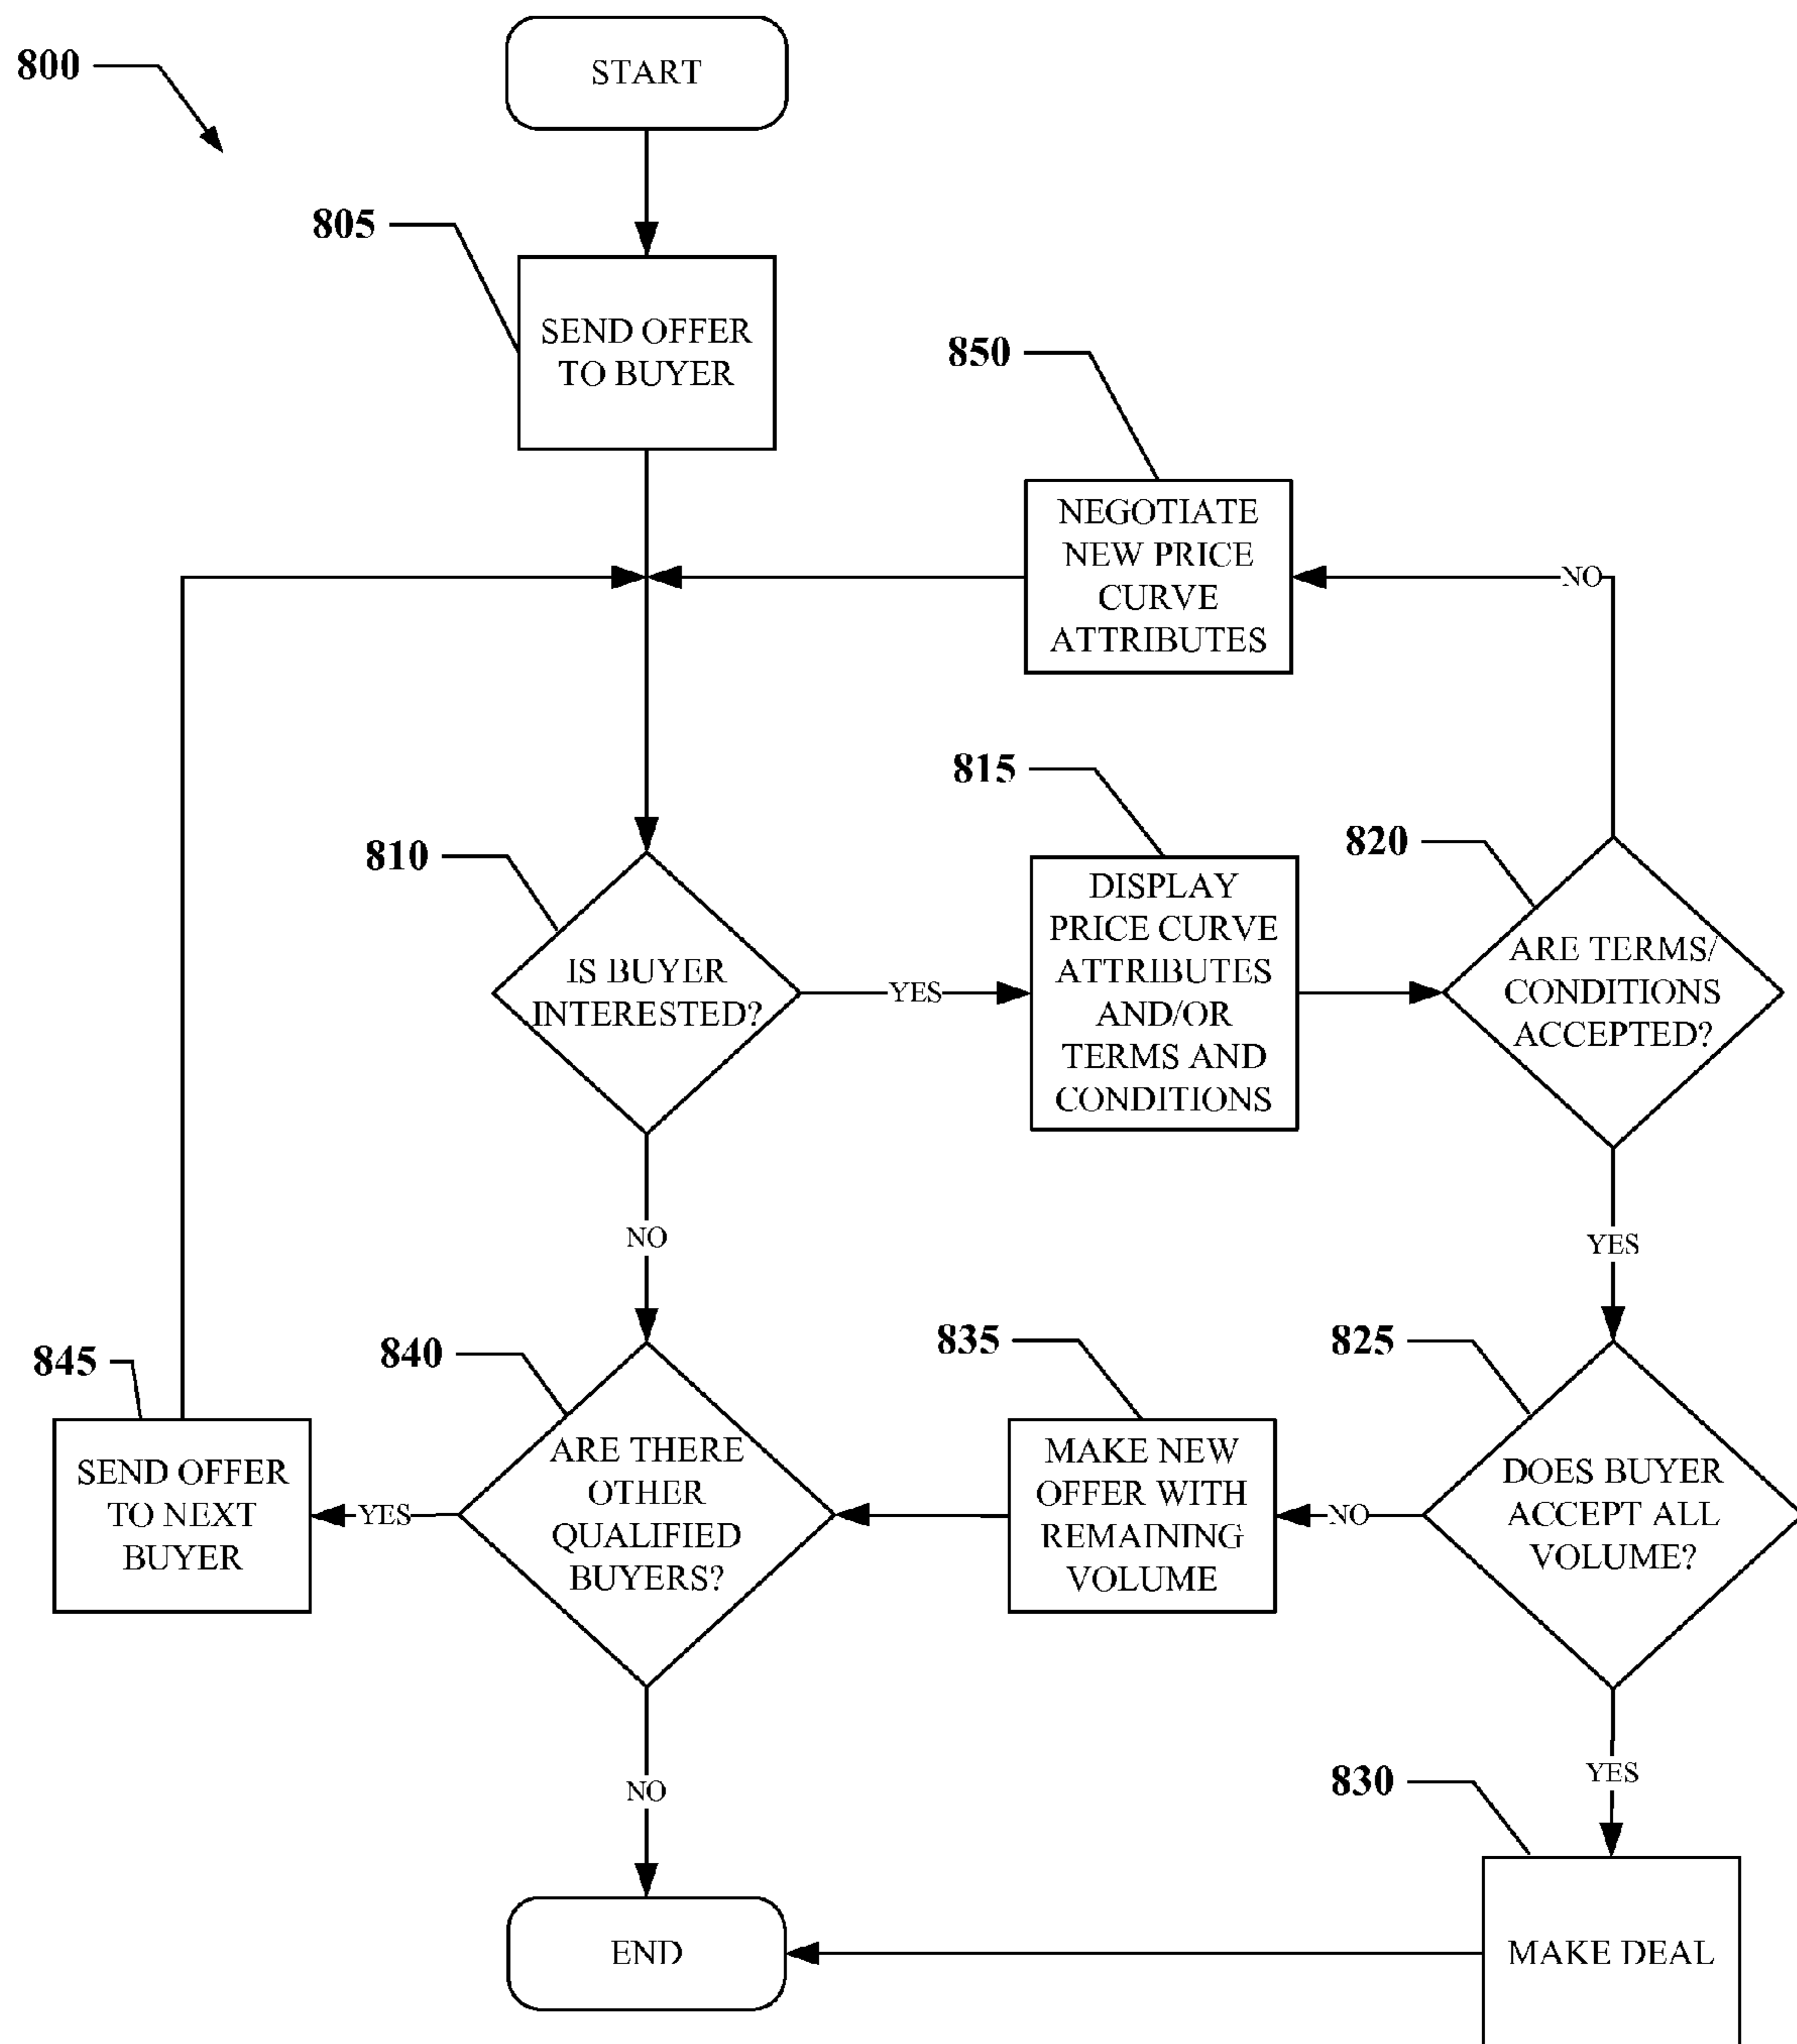 800
START
805
SEND OFFER
TO BUYER
850
NEGOTIATE
NEW PRICE
CURVE
ATTRIBUTES
NO
815
810
820
DISPLAY
PRICE CURVE
ATTRIBUTES
AND/OR
TERMS AND
CONDITIONS
IS BUYER
INTERESTED?
YES
ARE TERMS/
CONDITIONS
ACCEPTED?
NO
YES
845
840
835
825
SEND OFFER
TO NEXT
BUYER
YES
ARE THERE
OTHER
QUALIFIED
BUYERS?
MAKE NEW
OFFER WITH
REMAINING
VOLUME
NO
DOES BUYER
ACCEPT ALL
VOLUME?
NO
YES
830
END
MAKE DEAL